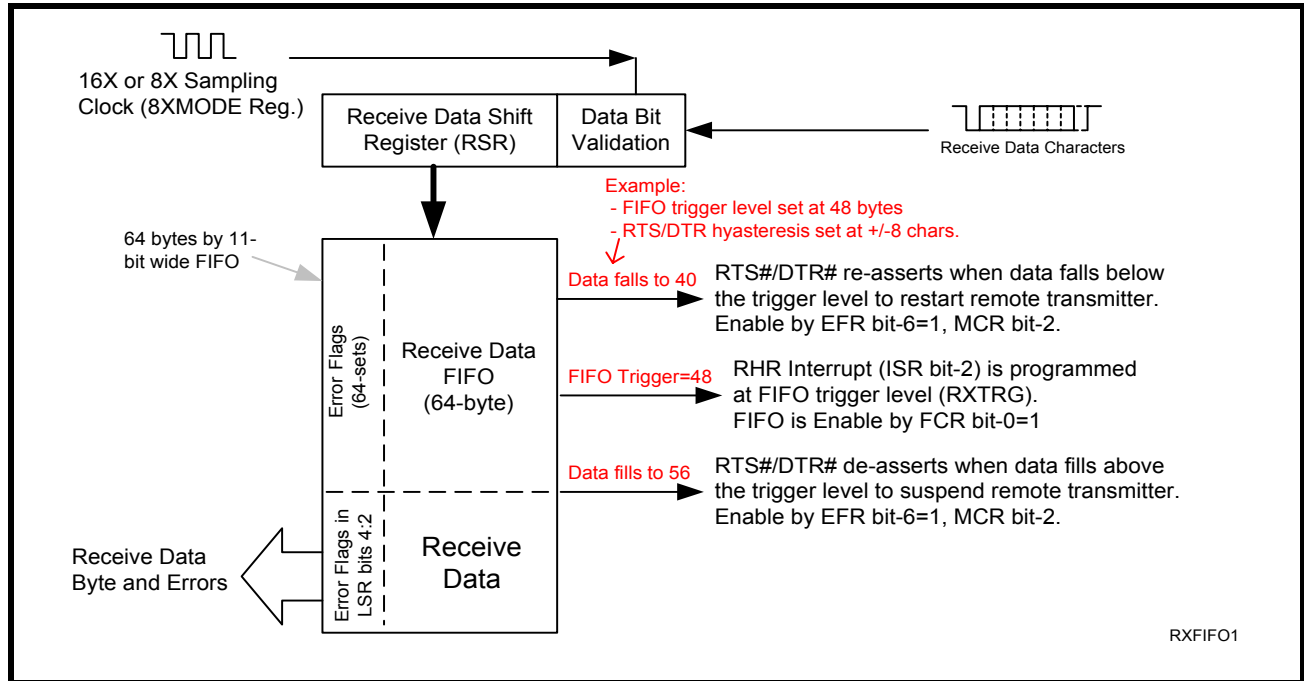 16X or 8X Sampling
Clock (8XMODE Reg.)
Receive Data Shift
Register (RSR)
Data Bit
Validation
Receive Data Characters
Example:
- FIFO trigger level set at 48 bytes
- RTS/DTR hyasteresis set at +/-8 chars.
64 bytes by 11-
bit wide FIFO
Data falls to 40
RTS#/DTR# re-asserts when data falls below
the trigger level to restart remote transmitter.
Enable by EFR bit-6=1, MCR bit-2.
Error Flags
(64-sets)
Receive Data
FIFO
(64-byte)
FIFO Trigger=48
RHR Interrupt (ISR bit-2) is programmed
at FIFO trigger level (RXTRG).
FIFO is Enable by FCR bit-0=1
Data fills to 56
RTS#/DTR# de-asserts when data fills above
the trigger level to suspend remote transmitter.
Enable by EFR bit-6=1, MCR bit-2.
Error Flags in
LSR bits 4:2
Receive
Data
Receive Data
Byte and Errors
RXFIFO1